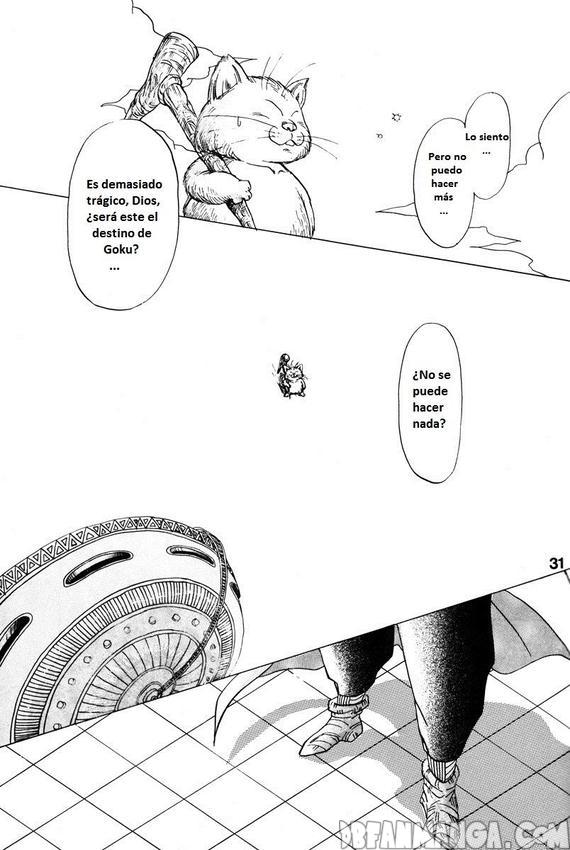 Lo siento
...
Pero no
puedo
hacer
más
...
Es demasiado
trágico, Dios,
¿será este el
destino de
Goku?
...
¿No se
puede
hacer
nada?
31
DBFANMANGA.COM